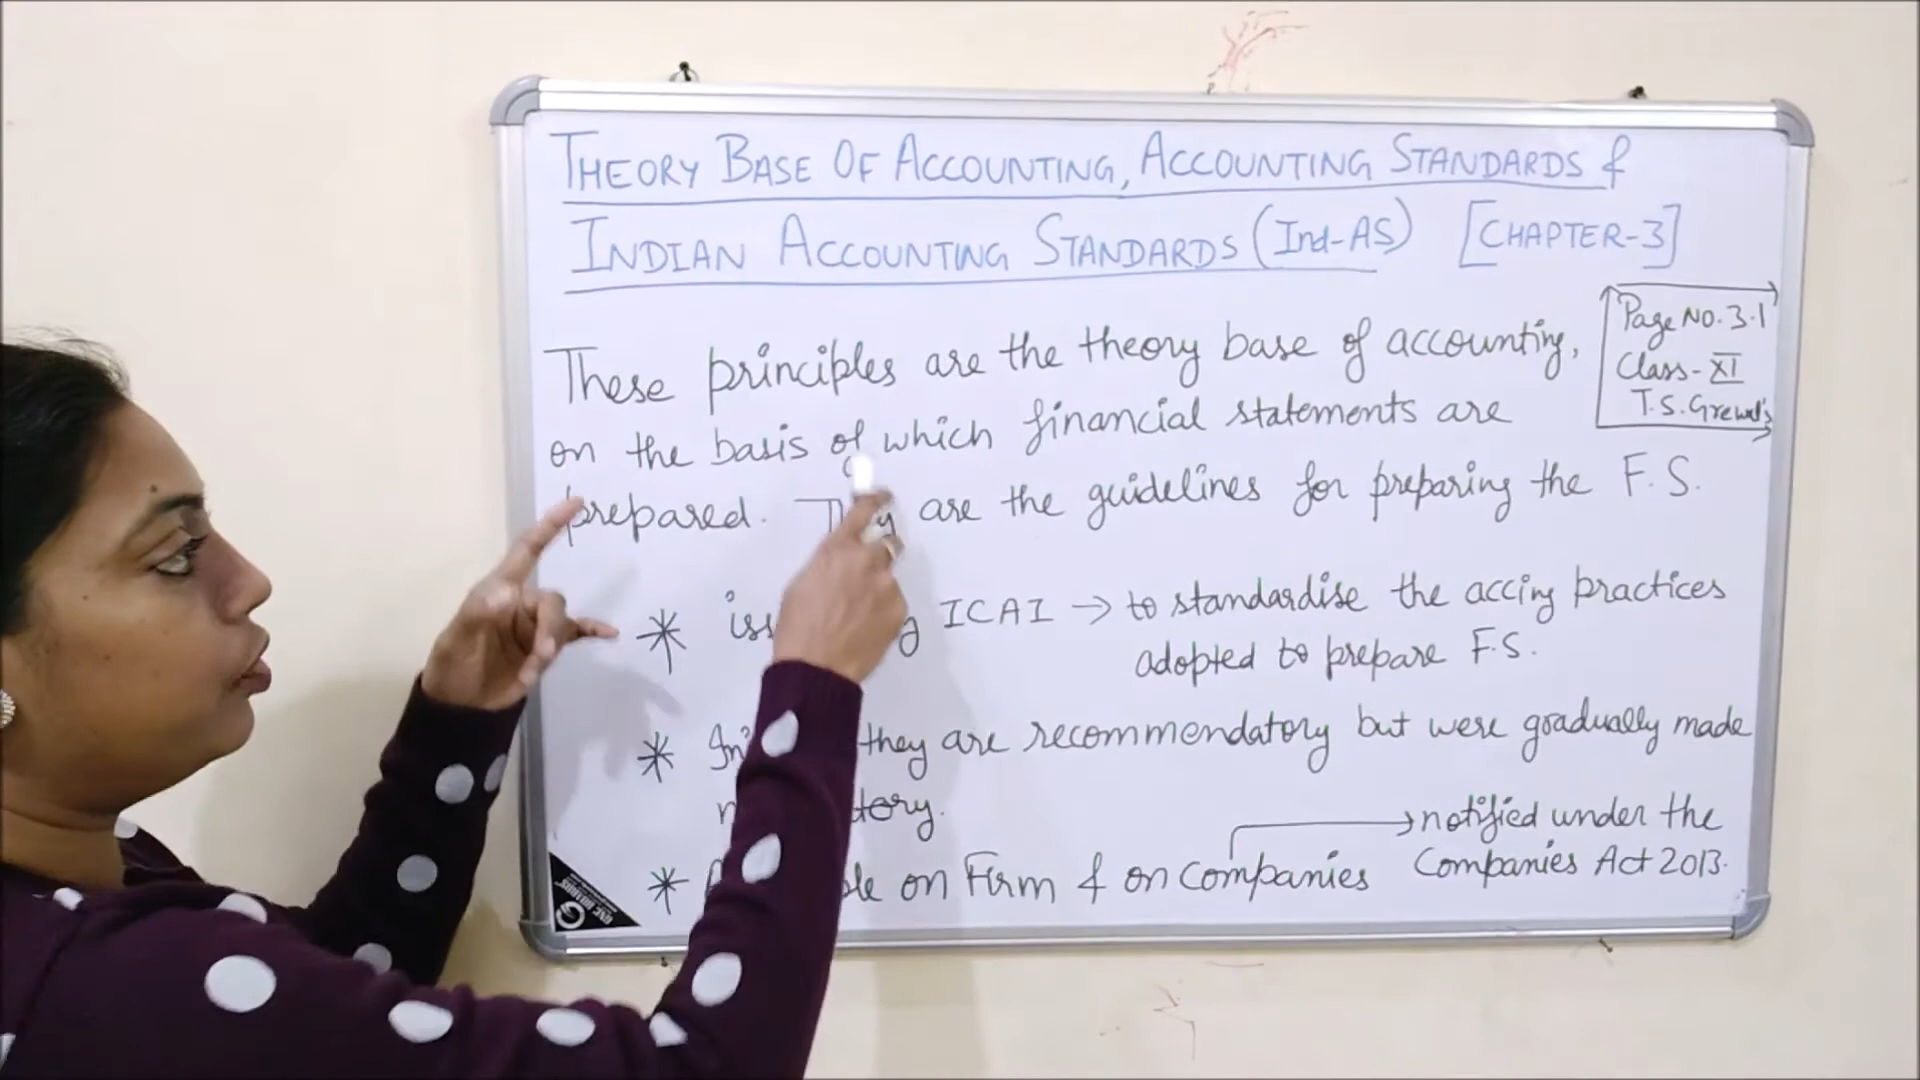 THEORY BASE OF ACCOUNTING, ACCOUNTING STANDARDS &
INDIAN ACCOUNTING STANDARDS (Ind-AS) [CHAPTER-3]
Page No. 3.1
Class - XI
T.S. Grewal's
These principles are the theory base of accounting,
on the basis of which financial statements are
prepared. They are the guidelines for preparing the F.S.
* ICAI → to standardise the accing practices
adopted to prepare F.S.
* they are recommendatory but were gradually made
* on Firm & on Companies → notified under the
Companies Act 2013.